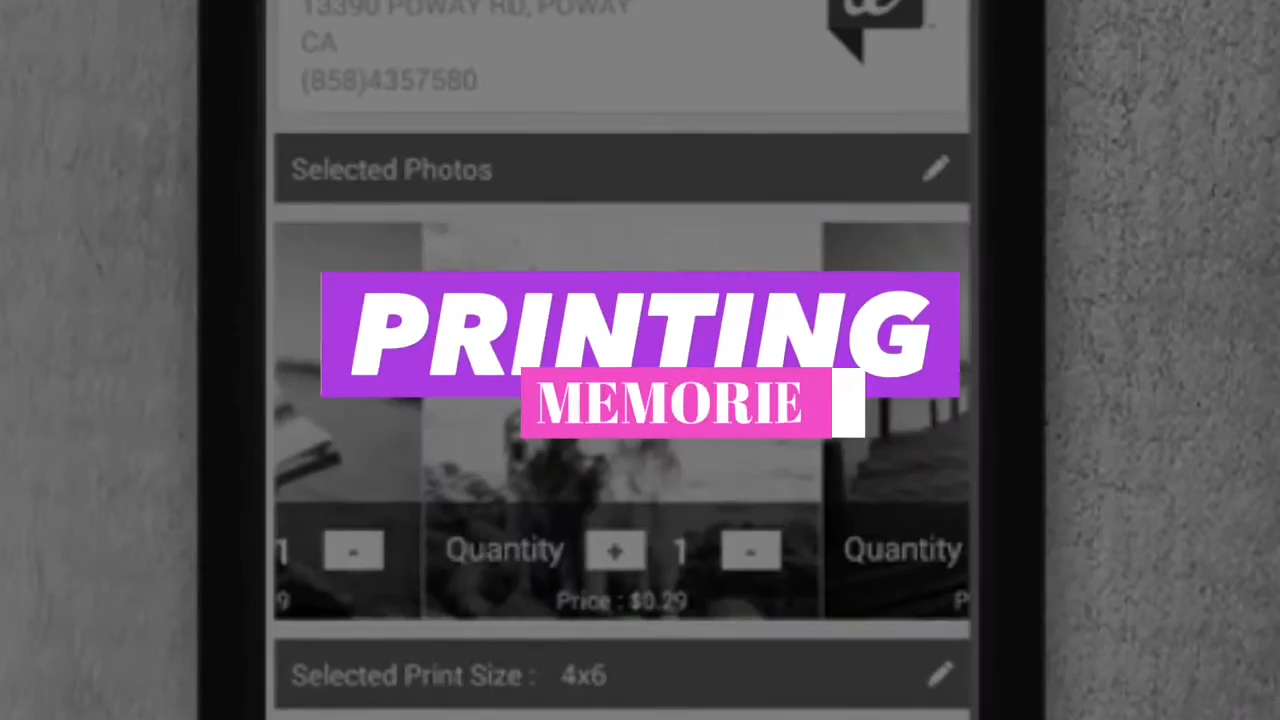 13390 POWAY RD, POWAY
CA
(858)4357580
Selected Photos
PRINTING
MEMORIE
1 -
Quantity + 1 -
Quantity
9
Price : $0.29
P
Selected Print Size : 4x6